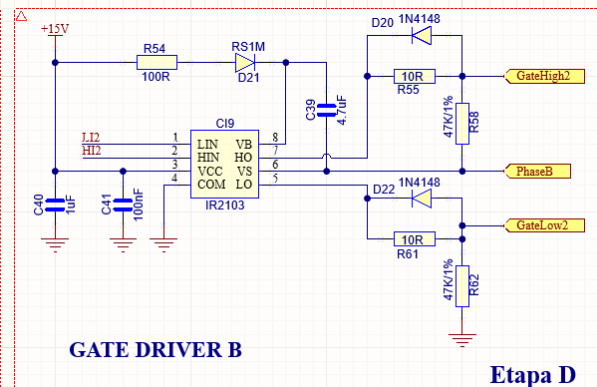 +15V
D20 1N4148
R54
100R
RS1M
D21
10R
R55
GateHigh2
C39
4.7uF
47K/1%
R58
CI9
LI2
HI2
1
2
3
4
LIN
HIN
VCC
COM
VB
HO
VS
LO
8
7
6
5
IR2103
PhaseB
C40
1uF
C41
100nF
D22 1N4148
GateLow2
10R
R61
47K/1%
R62
GATE DRIVER B
Etapa D